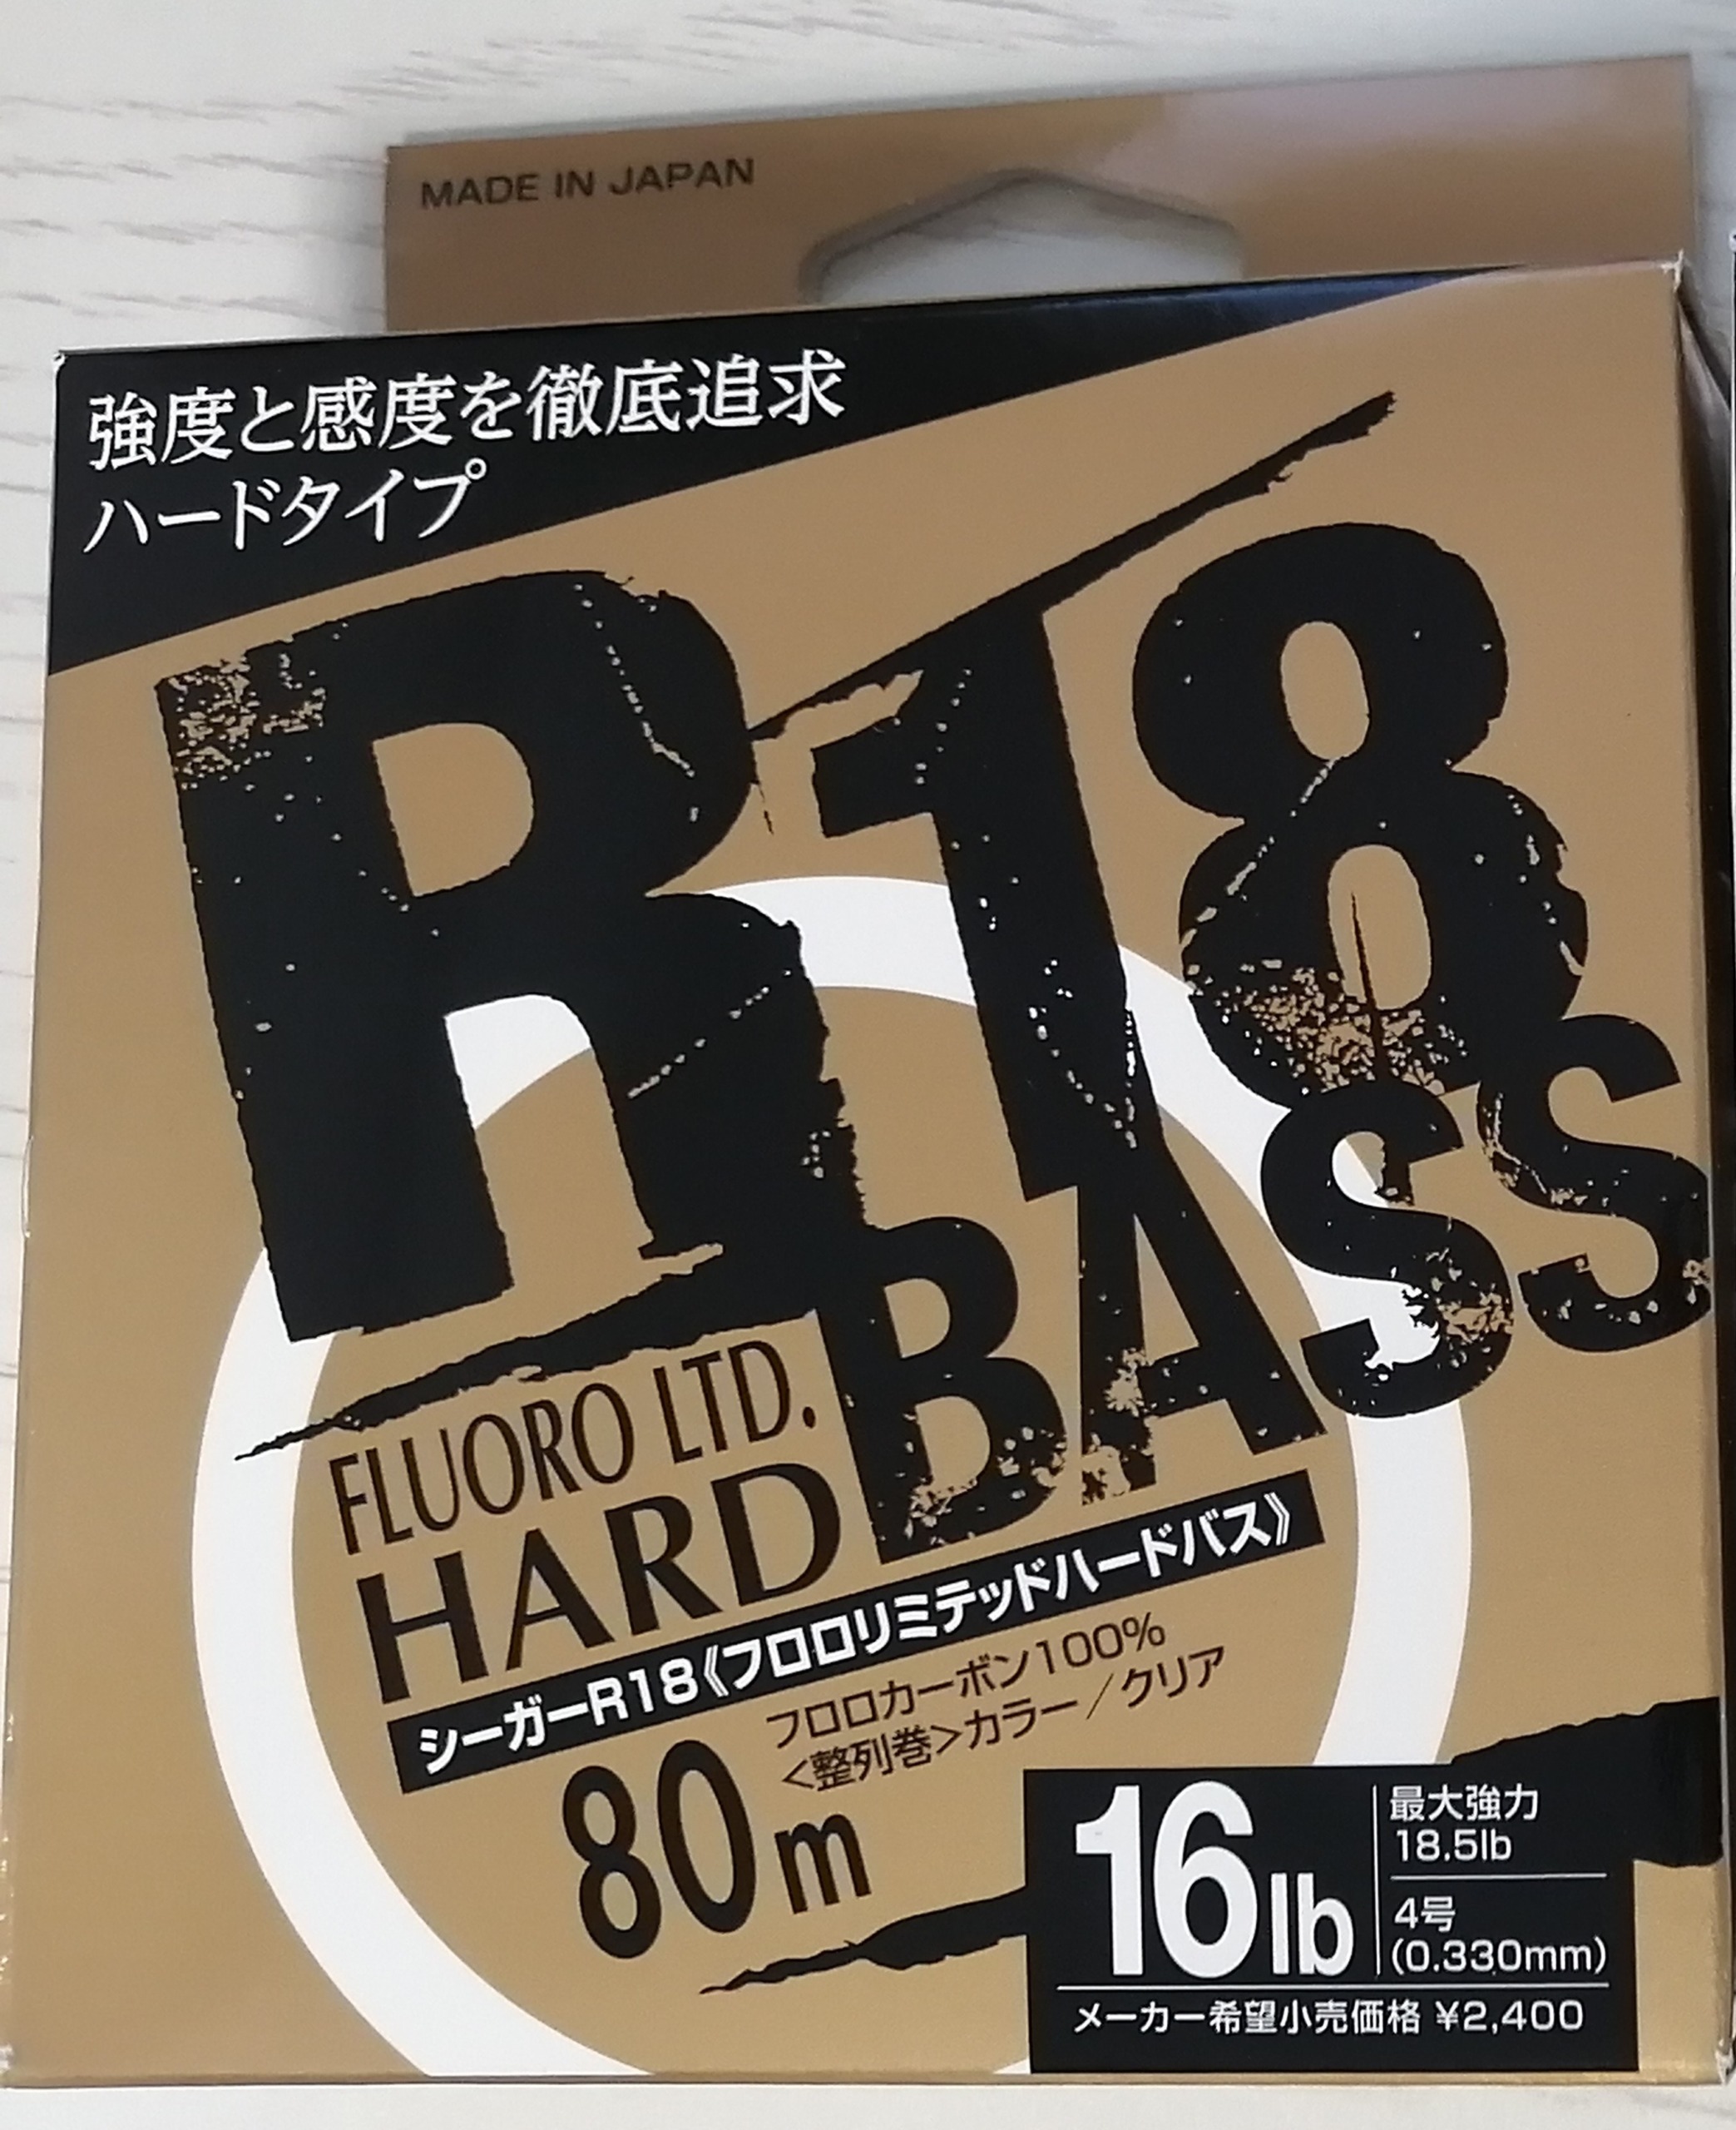 MADE IN JAPAN
強度と感度を徹底追求
ハードタイプ
R18
BASS
FLUORO LTD.
HARD
シーガーR18《フロロリミテッドハードバス》
フロロカーボン100%
<整列巻>カラー/クリア
80m
16lb
最大強力
18.5lb
4号
(0.330mm)
メーカー希望小売価格 ¥2,400